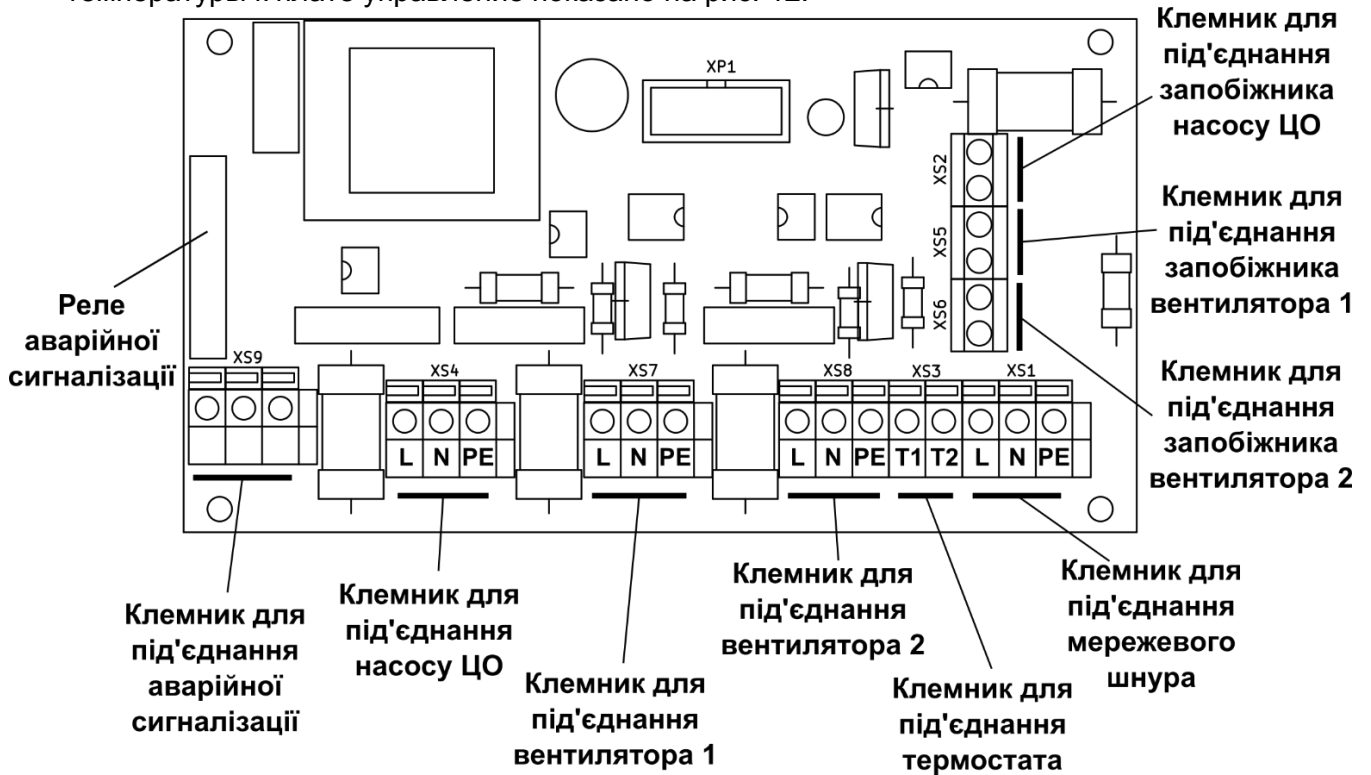 Клемник для
під'єднання
запобіжника
насосу ЦО
XP1
XS2
Клемник для
під'єднання
запобіжника
вентилятора 1
XS5
XS6
Реле
аварійної
сигналізації
Клемник для
під'єднання
запобіжника
вентилятора 2
XS9
XS4
XS7
XS8
XS3
XS1
L N PE
L N PE
L N PE T1 T2 L N PE
Клемник для
під'єднання
аварійної
сигналізації
Клемник для
під'єднання
насосу ЦО
Клемник для
під'єднання
вентилятора 1
Клемник для
під'єднання
вентилятора 2
Клемник для
під'єднання
термостата
Клемник для
під'єднання
мережевого
шнура